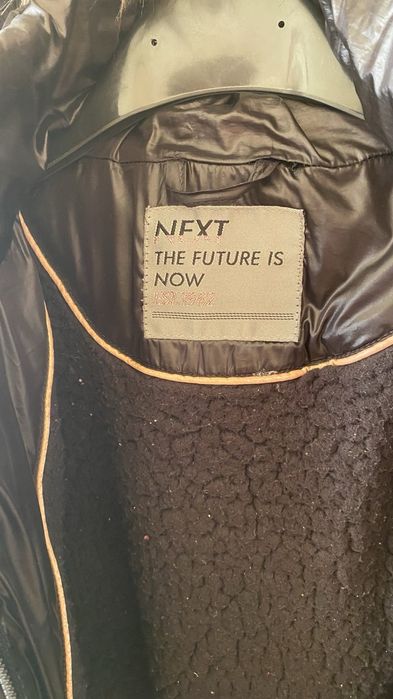 NEXT
THE FUTURE IS
NOW
EST. 1982